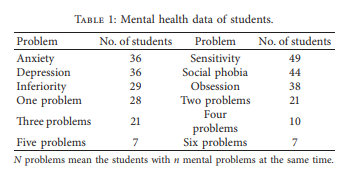 TABLE 1: Mental health data of students.
Problem No. of students Problem No. of students
Anxiety 36 Sensitivity 49
Depression 36 Social phobia 44
Inferiority 29 Obsession 38
One problem 28 Two problems 21
Three problems 21 Four problems 10
Five problems 7 Six problems 7
N problems mean the students with n mental problems at the same time.